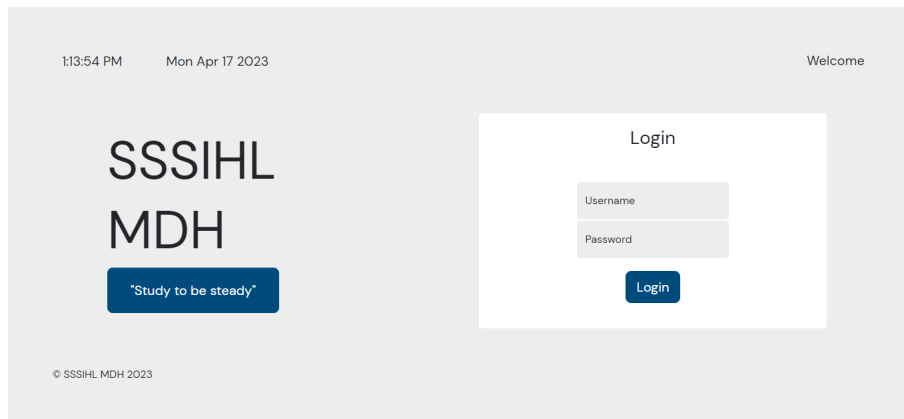 1:13:54 PM Mon Apr 17 2023 Welcome
SSSIHL
MDH
"Study to be steady"
Login
Username
Password
Login
© SSSIHL MDH 2023